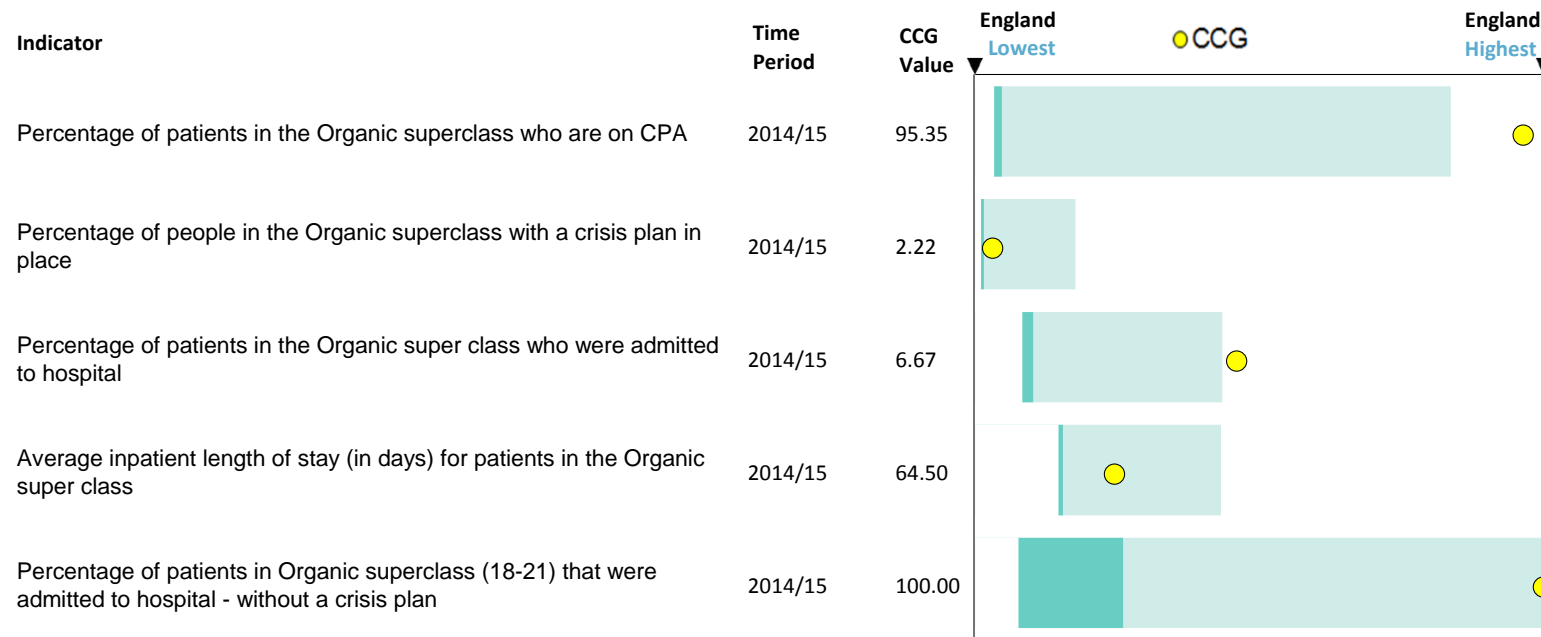 Indicator
Time
Period
CCG
Value
England
Lowest
CCG
England
Highest
Percentage of patients in the Organic superclass who are on CPA
2014/15
95.35
Percentage of people in the Organic superclass with a crisis plan in
place
2014/15
2.22
Percentage of patients in the Organic super class who were admitted
to hospital
2014/15
6.67
Average inpatient length of stay (in days) for patients in the Organic
super class
2014/15
64.50
Percentage of patients in Organic superclass (18-21) that were
admitted to hospital - without a crisis plan
2014/15
100.00